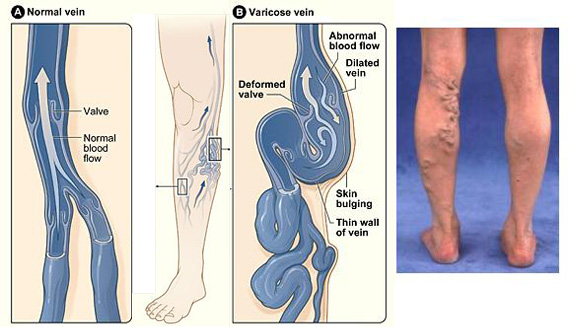 A Normal vein
Valve
Normal
blood
flow
B Varicose vein
Abnormal
blood flow
Dilated
vein
Deformed
valve
Skin
bulging
Thin wall
of vein